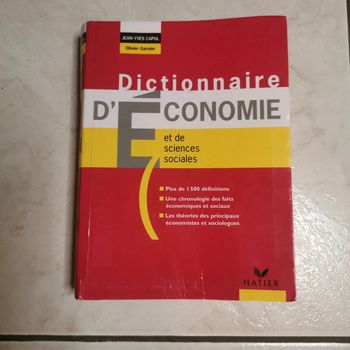 JEAN-YVES CAPUL
Olivier Garnier
Dictionnaire
D'ÉCONOMIE
et de
sciences
sociales
Plus de 1 500 définitions
Une chronologie des faits
économiques et sociaux
Les théories des principaux
économistes et sociologues
HATIER